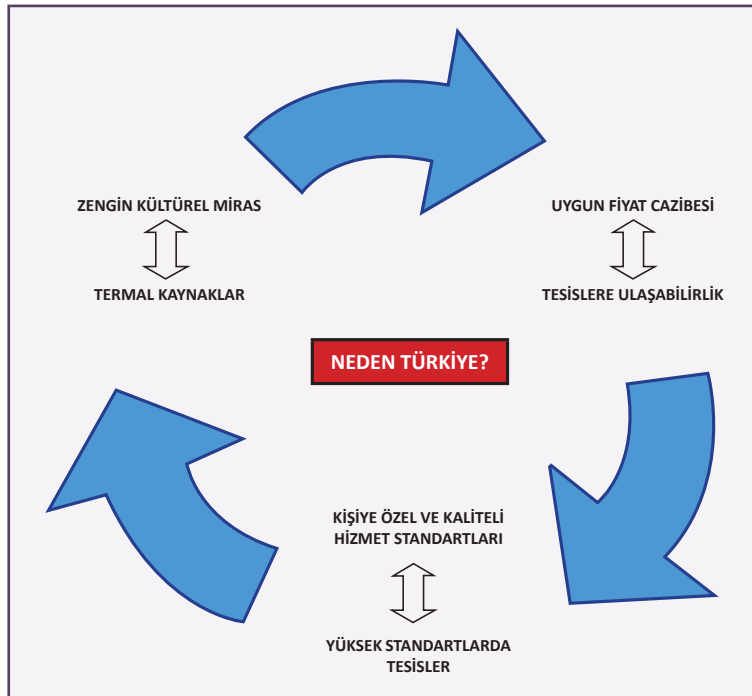 ZENGİN KÜLTÜREL MİRAS
TERMAL KAYNAKLAR
UYGUN FİYAT CAZİBESİ
TESİSLERE ULAŞABİLİRLİK
NEDEN TÜRKİYE?
KİŞİYE ÖZEL VE KALİTELİ
HİZMET STANDARTLARI
YÜKSEK STANDARTLARDA
TESİSLER